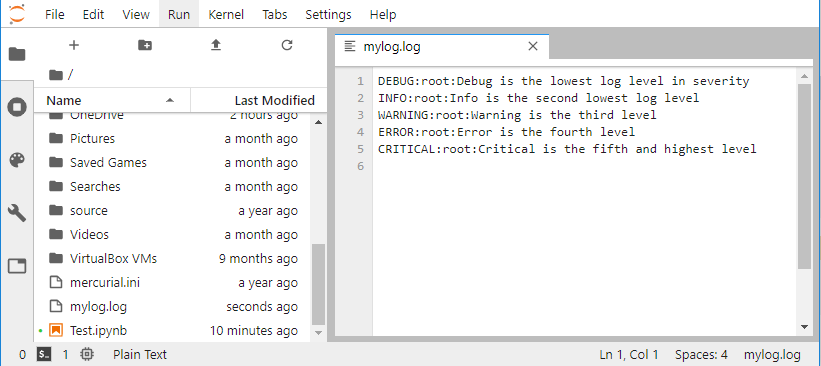 File Edit View Run Kernel Tabs Settings Help
mylog.log
/
Name Last Modified
OneDrive 2 hours ago
Pictures a month ago
Saved Games a month ago
Searches a month ago
source a year ago
Videos a month ago
VirtualBox VMs 9 months ago
mercurial.ini a year ago
mylog.log seconds ago
Test.ipynb 10 minutes ago
1 DEBUG:root:Debug is the lowest log level in severity
2 INFO:root:Info is the second lowest log level
3 WARNING:root:Warning is the third level
4 ERROR:root:Error is the fourth level
5 CRITICAL:root:Critical is the fifth and highest level
6
0 $_ 1 Plain Text Ln 1, Col 1 Spaces: 4 mylog.log